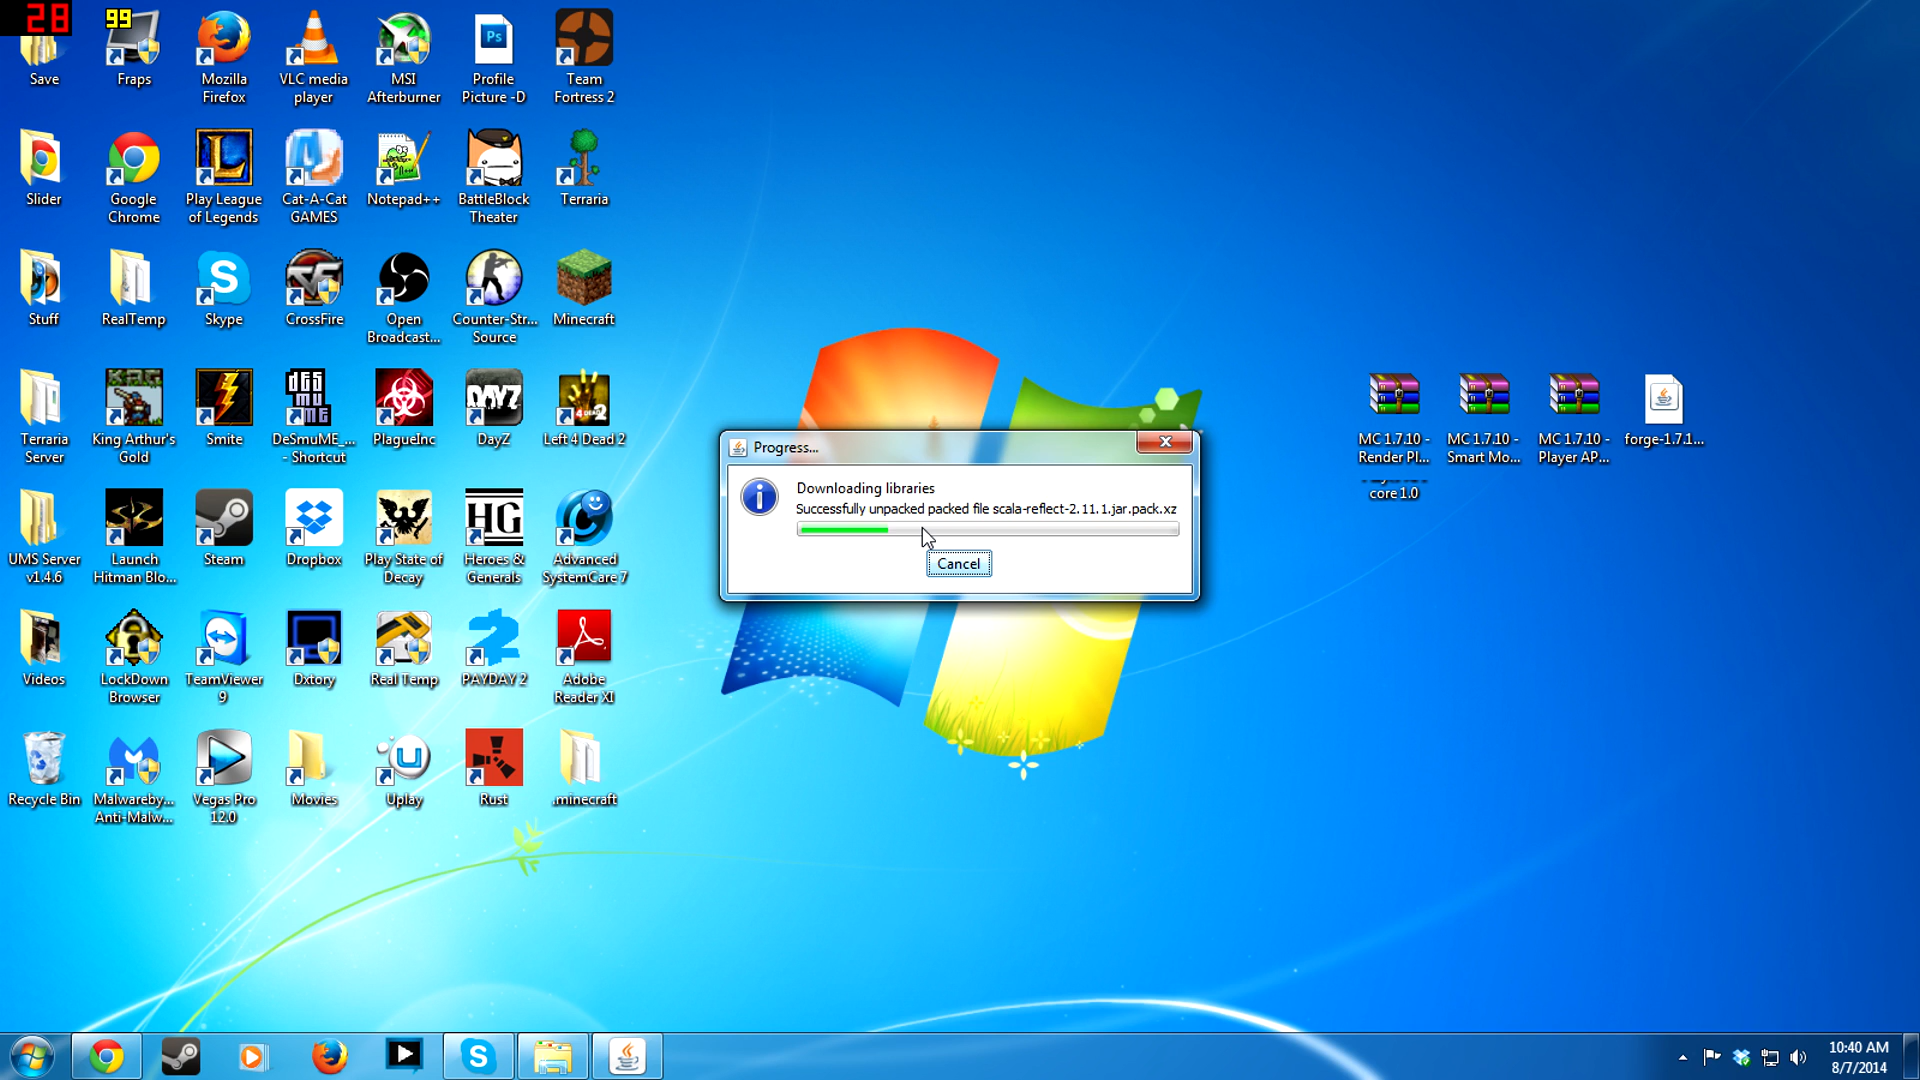 28
99
Save
Fraps
Mozilla
Firefox
VLC media
player
MSI
Afterburner
Ps
Profile
Picture -D
Team
Fortress 2
Slider
Google
Chrome
Play League
of Legends
Cat-A-Cat
GAMES
Notepad++
BattleBlock
Theater
Terraria
Stuff
RealTemp
Skype
CrossFire
Open
Broadcast...
Counter-Str...
Source
Minecraft
Terraria
Server
King Arthur's
Gold
Smite
DeSmuME_...
- Shortcut
PlagueInc
DAYZ
DayZ
Left 4 Dead 2
MC 1.7.10 -
Render Pl...
MC 1.7.10 -
Smart Mo...
MC 1.7.10 -
Player AP...
forge-1.7.1...
core 1.0
Progress...
Downloading libraries
Successfully unpacked packed file scala-reflect-2.11.1.jar.pack.xz
Cancel
UMS Server
v1.4.6
Launch
Hitman Blo...
Steam
Dropbox
Play State of
Decay
HG
Heroes &
Generals
Advanced
SystemCare 7
Videos
LockDown
Browser
TeamViewer
9
Dxtory
Real Temp
PAYDAY 2
Adobe
Reader XI
Recycle Bin
Malwareby...
Anti-Malw...
Vegas Pro
12.0
Movies
Uplay
Rust
.minecraft
10:40 AM
8/7/2014